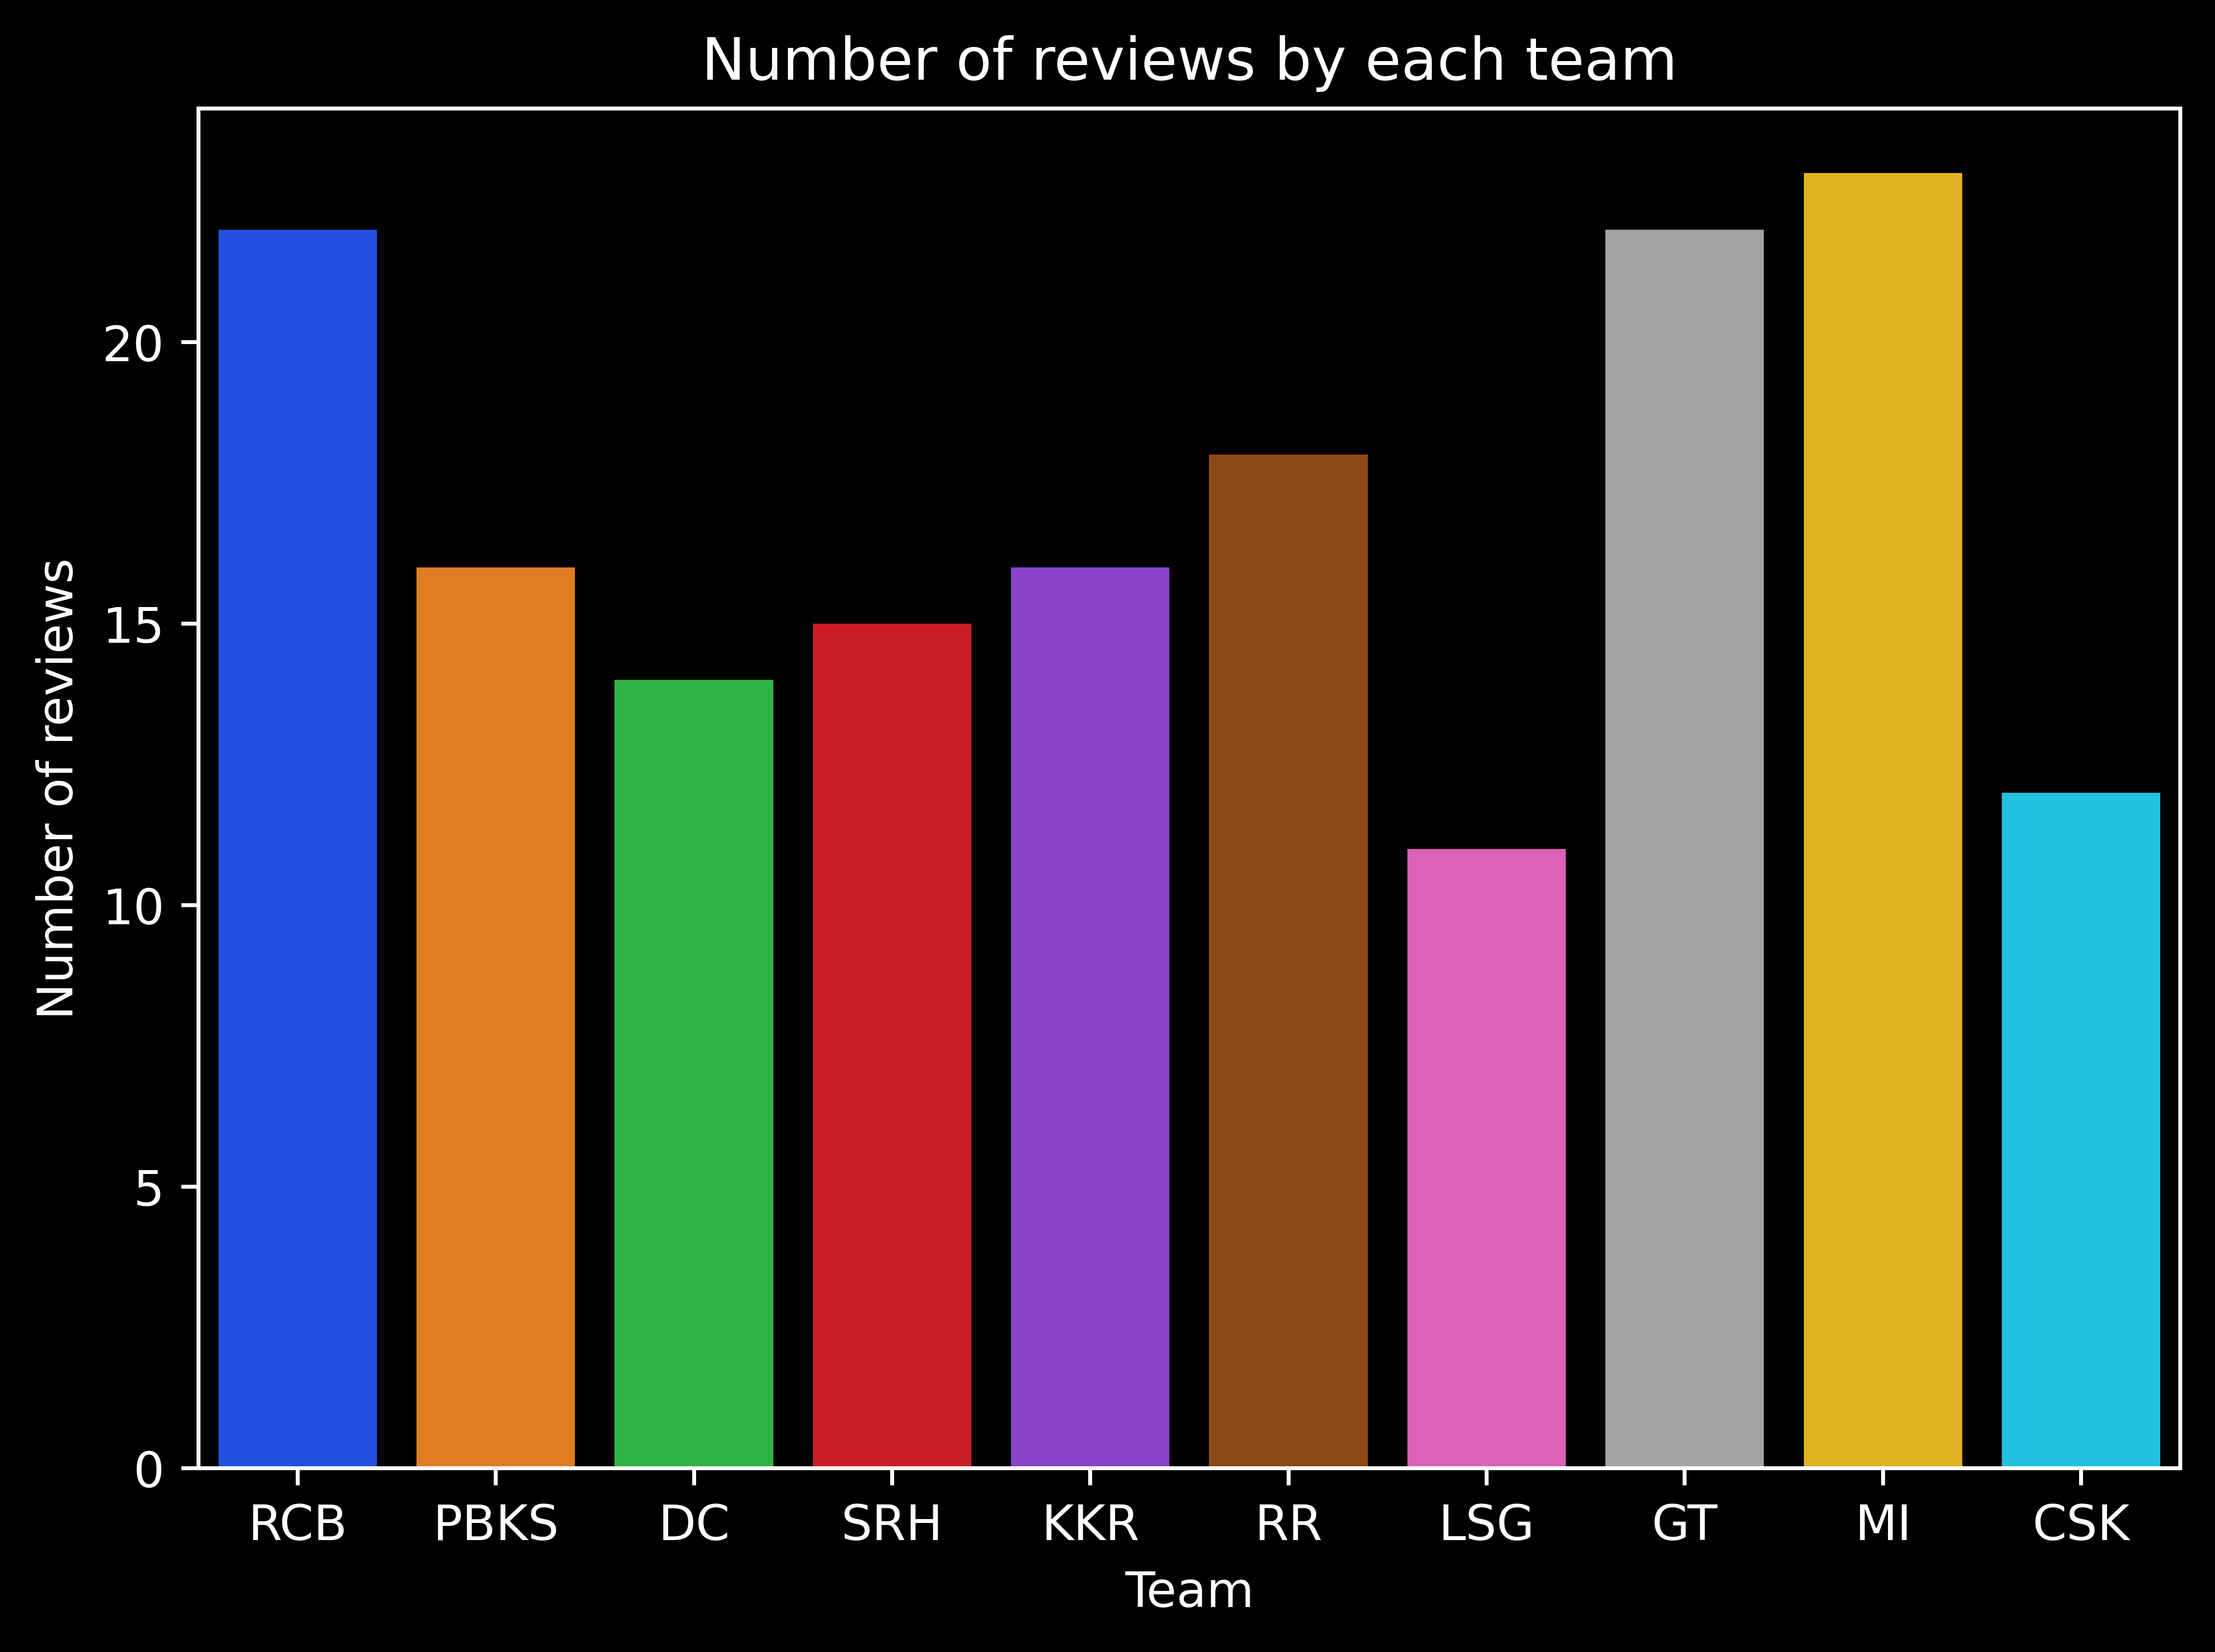 Number of reviews by each team
Number of reviews
20
15
10
5
0
RCB PBKS DC SRH KKR RR LSG GT MI CSK
Team